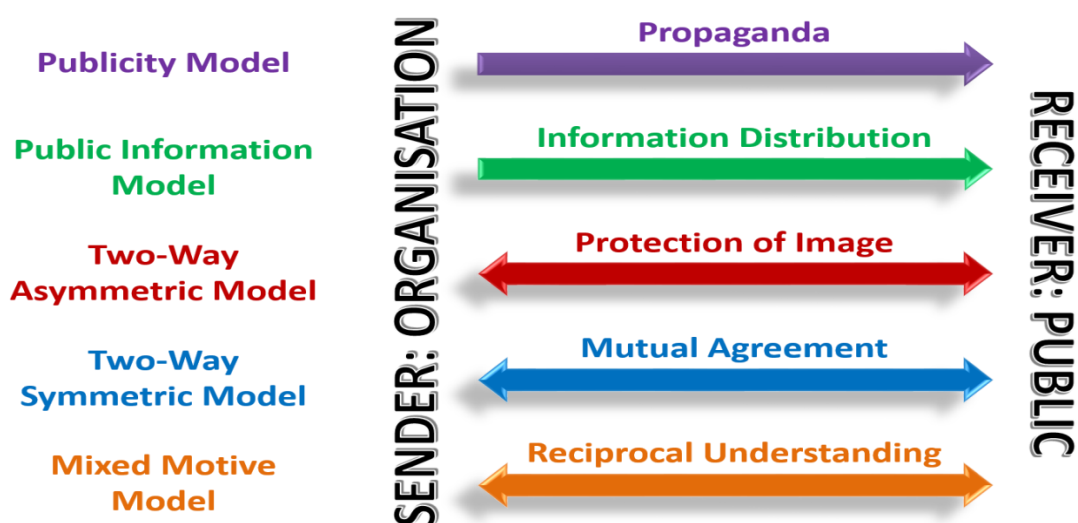 Publicity Model
Propaganda
Public Information
Model
Information Distribution
Two-Way
Asymmetric Model
Protection of Image
Two-Way
Symmetric Model
Mutual Agreement
Mixed Motive
Model
Reciprocal Understanding
SENDER: ORGANISATION
RECEIVER: PUBLIC